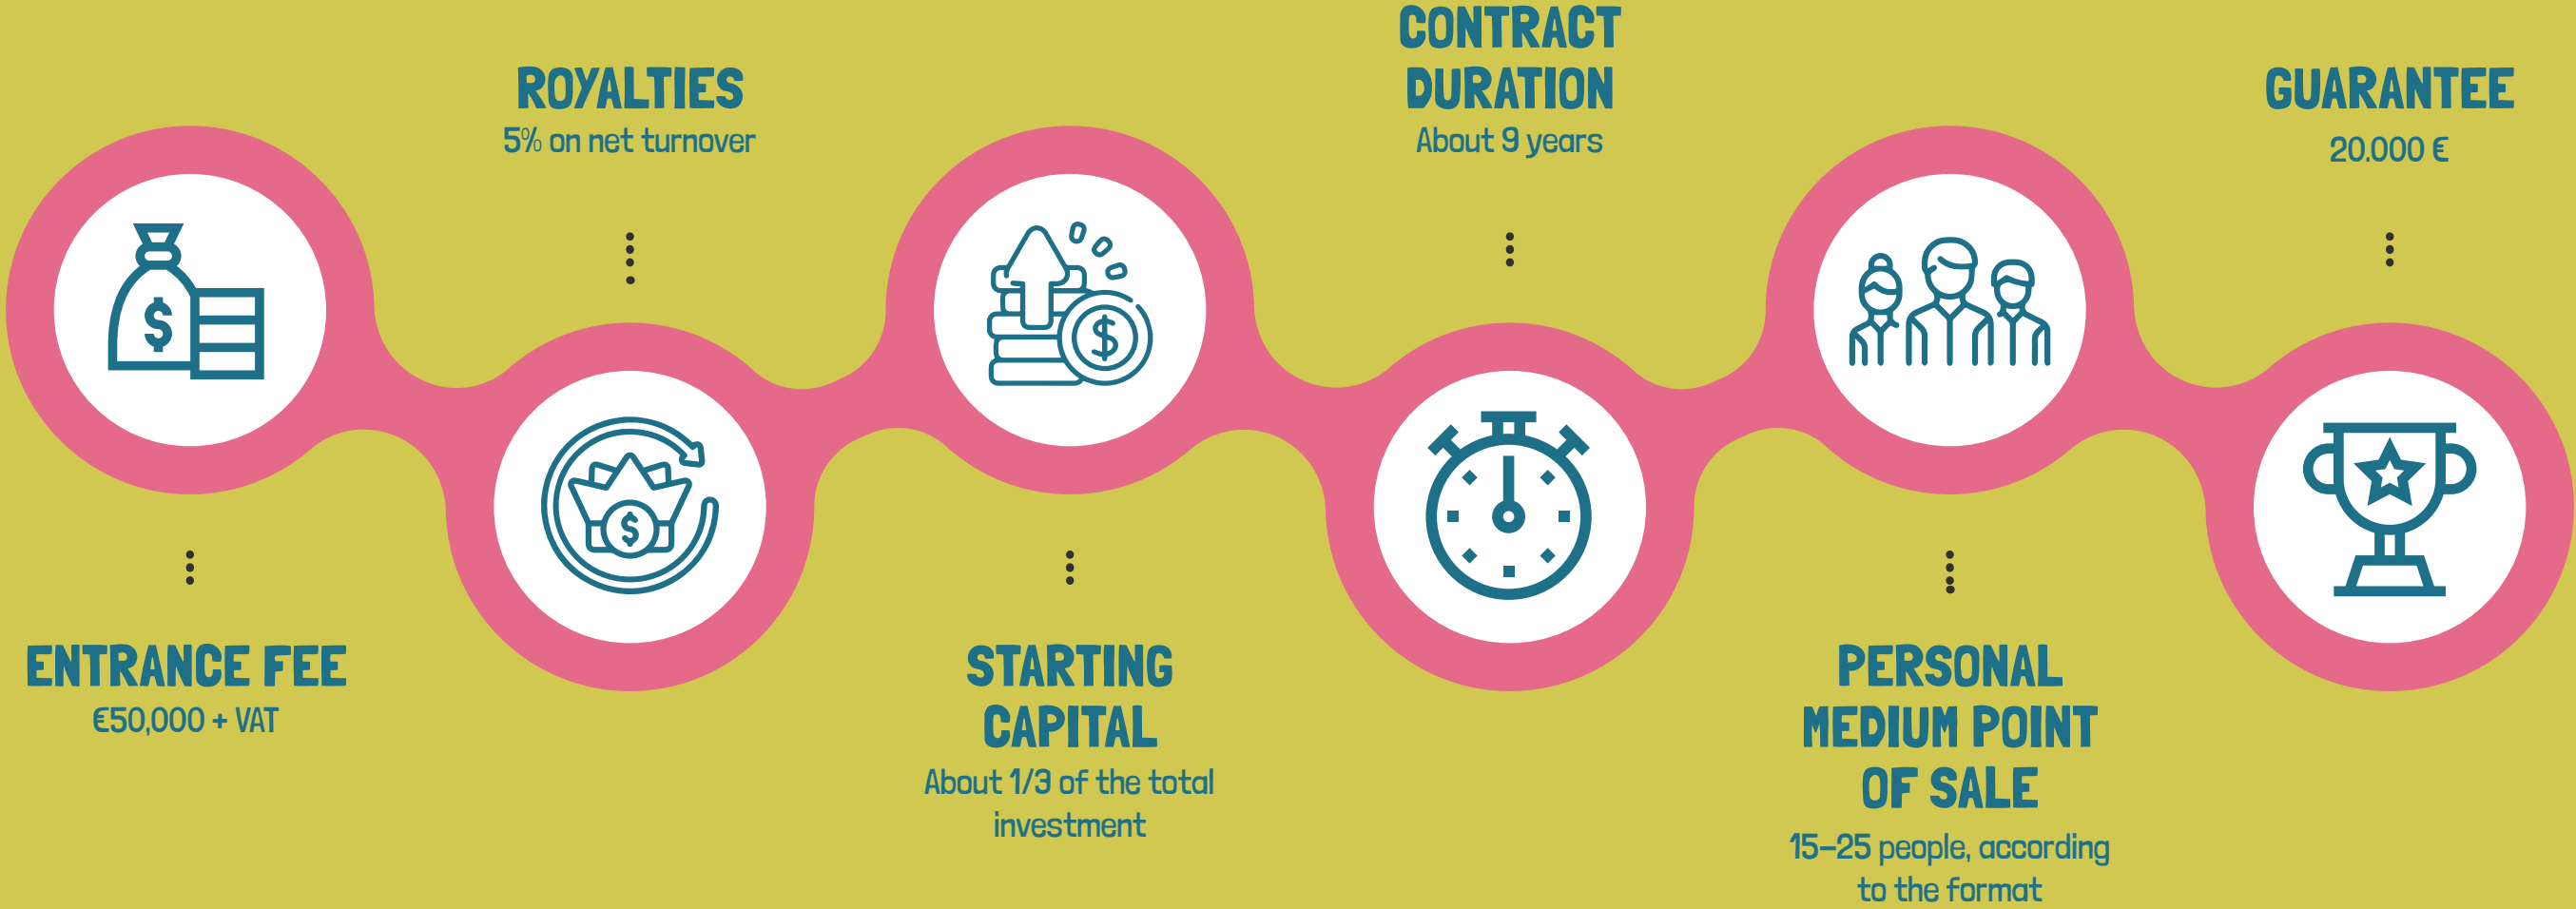 ENTRANCE FEE
€50,000 + VAT
ROYALTIES
5% on net turnover
STARTING
CAPITAL
About 1/3 of the total
investment
CONTRACT
DURATION
About 9 years
PERSONAL
MEDIUM POINT
OF SALE
15–25 people, according
to the format
GUARANTEE
20.000 €